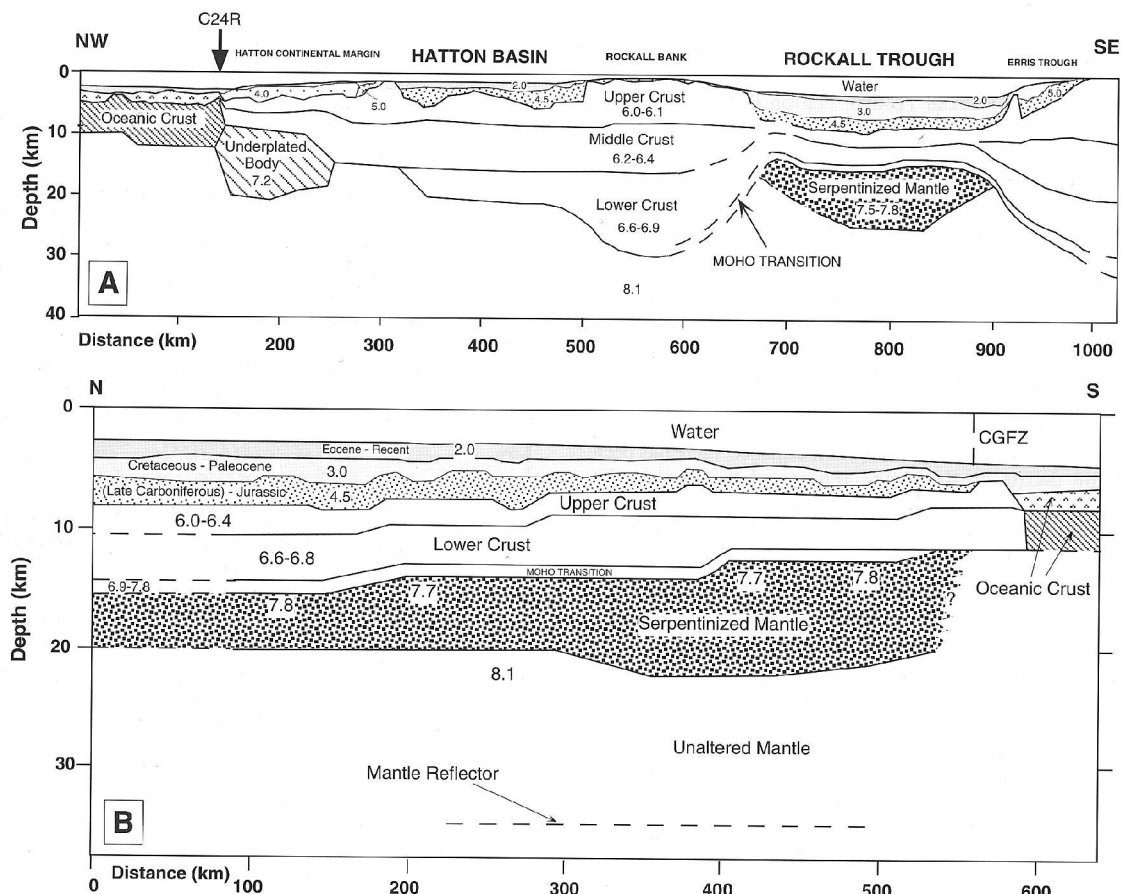 C24R
NW
HATTON CONTINENTAL MARGIN
HATTON BASIN
ROCKALL BANK
ROCKALL TROUGH
ERRIS TROUGH
SE
0
10
20
30
40
Depth (km)
4.0
5.0
2.0
4.5
Oceanic Crust
Underplated
Body
7.2
Upper Crust
6.0-6.1
Middle Crust
6.2-6.4
Lower Crust
6.6-6.9
8.1
Water
2.0
3.0
4.5
5.0
Serpentinized Mantle
7.5-7.8
MOHO TRANSITION
A
Distance (km)
200
300
400
500
600
700
800
900
1000
N
S
0
10
20
30
Depth (km)
Water
CGFZ
Eocene - Recent
2.0
Cretaceous - Paleocene
3.0
(Late Carboniferous) - Jurassic
4.5
Upper Crust
6.0-6.4
Lower Crust
6.6-6.8
MOHO TRANSITION
6.9-7.8
7.8
7.7
7.7
7.8
?
Oceanic Crust
Serpentinized Mantle
8.1
Unaltered Mantle
Mantle Reflector
B
0
Distance (km)
100
200
300
400
500
600